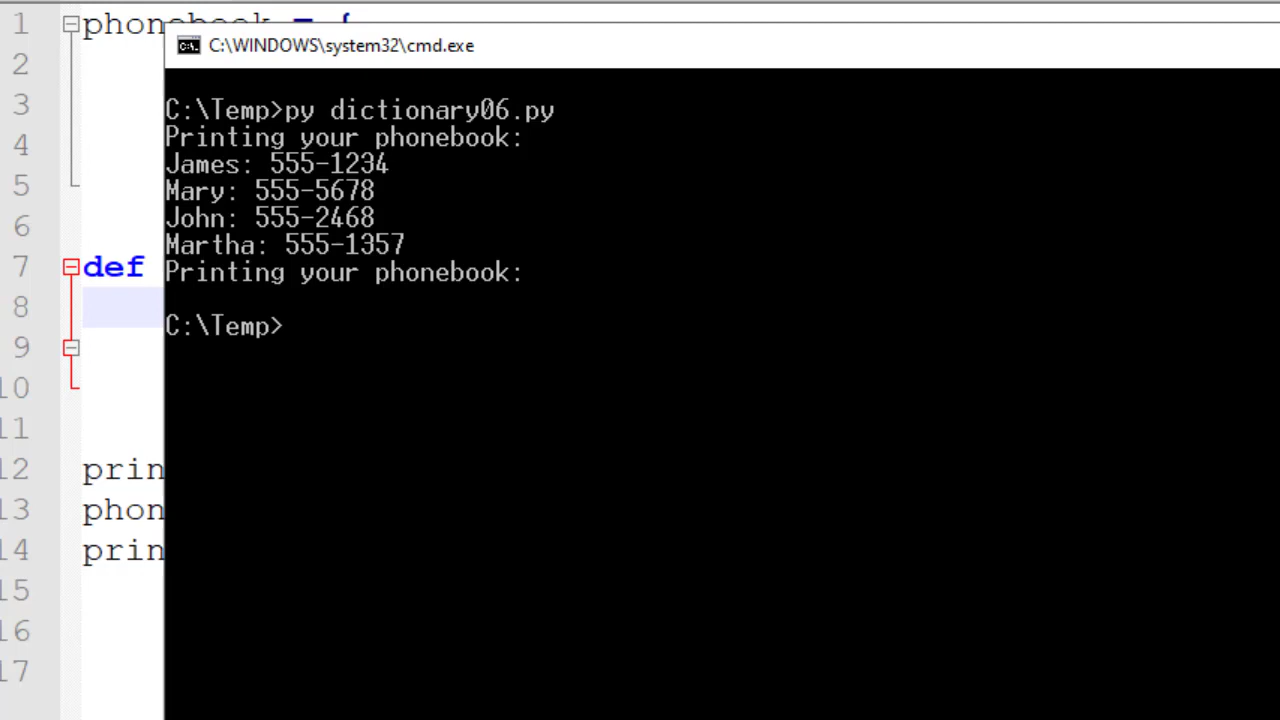 1 phonebook = {
2
3
4
5
6
7 def
8
9
10
11
12 prin
13 phon
14 prin
15
16
17
C:\WINDOWS\system32\cmd.exe
C:\Temp>py dictionary06.py
Printing your phonebook:
James: 555-1234
Mary: 555-5678
John: 555-2468
Martha: 555-1357
Printing your phonebook:
C:\Temp>